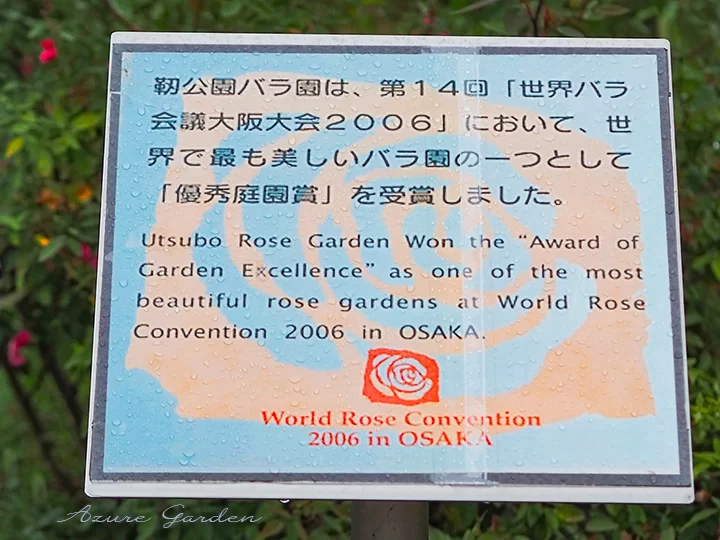 靭公園バラ園は、第１４回「世界バラ
会議大阪大会２００６」において、世
界で最も美しいバラ園の一つとして
「優秀庭園賞」を受賞しました。
Utsubo Rose Garden Won the “Award of
Garden Excellence” as one of the most
beautiful rose gardens at World Rose
Convention 2006 in OSAKA.
World Rose Convention
2006 in OSAKA
Azure Garden